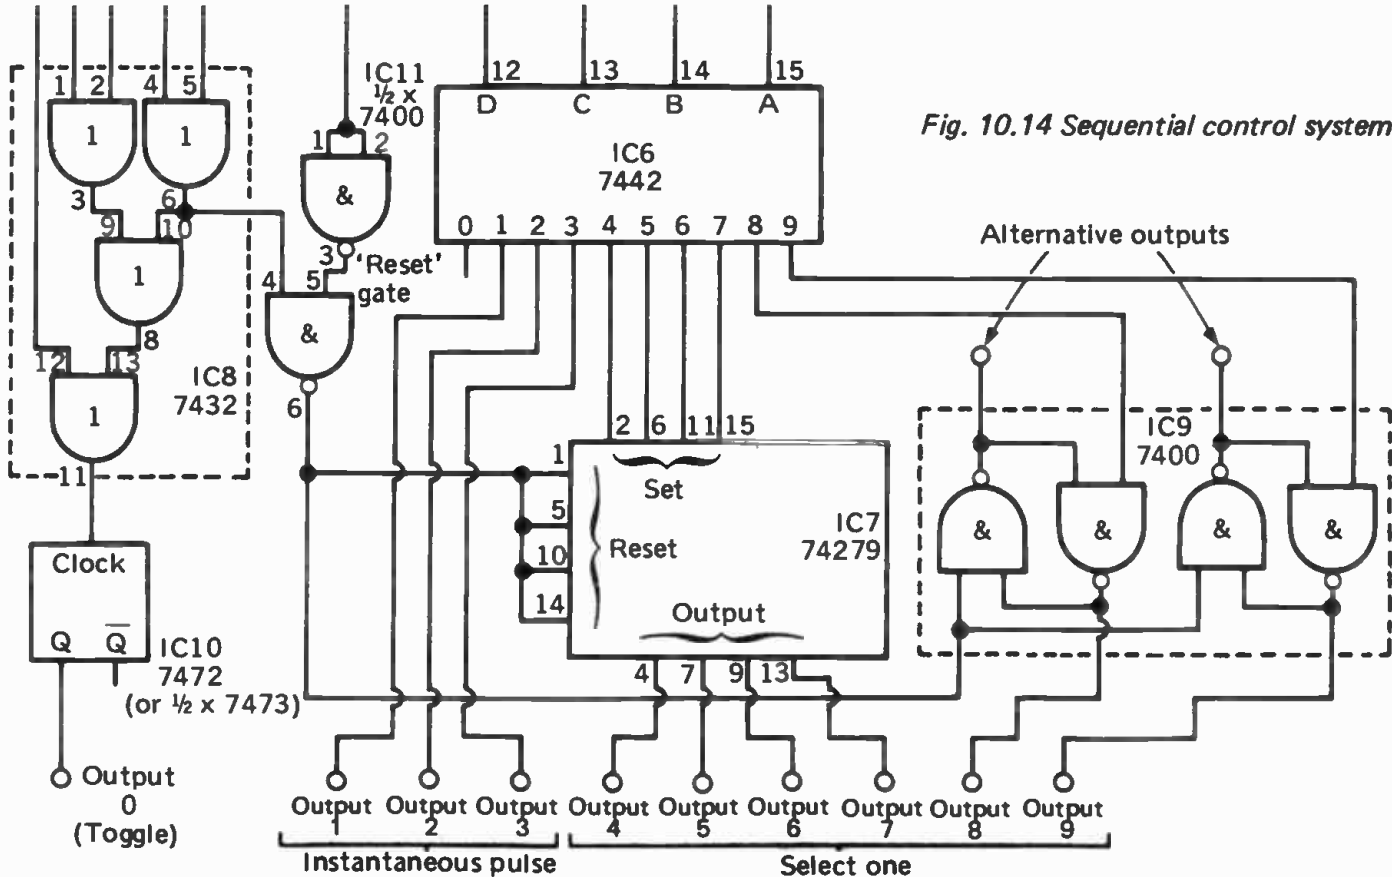 12 13 14 15
IC11
½ x
7400
1 2 4 5
D C B A
Fig. 10.14 Sequential control system
1 1
1 2
IC6
7442
&
3 6
9 10
0 1 2 3 4 5 6 7 8 9
Alternative outputs
3
'Reset'
gate
4 5
1
8
&
12 13
IC8
7432
6
1
11
2 6 11 15
Set
1
5
10
14
Reset
IC7
74279
Output
4 7 9 13
IC9
7400
& & & &
Clock
Q Q̅
IC10
7472
(or ½ x 7473)
Output
0
(Toggle)
Output
1
Output
2
Output
3
Output
4
Output
5
Output
6
Output
7
Output
8
Output
9
Instantaneous pulse
Select one